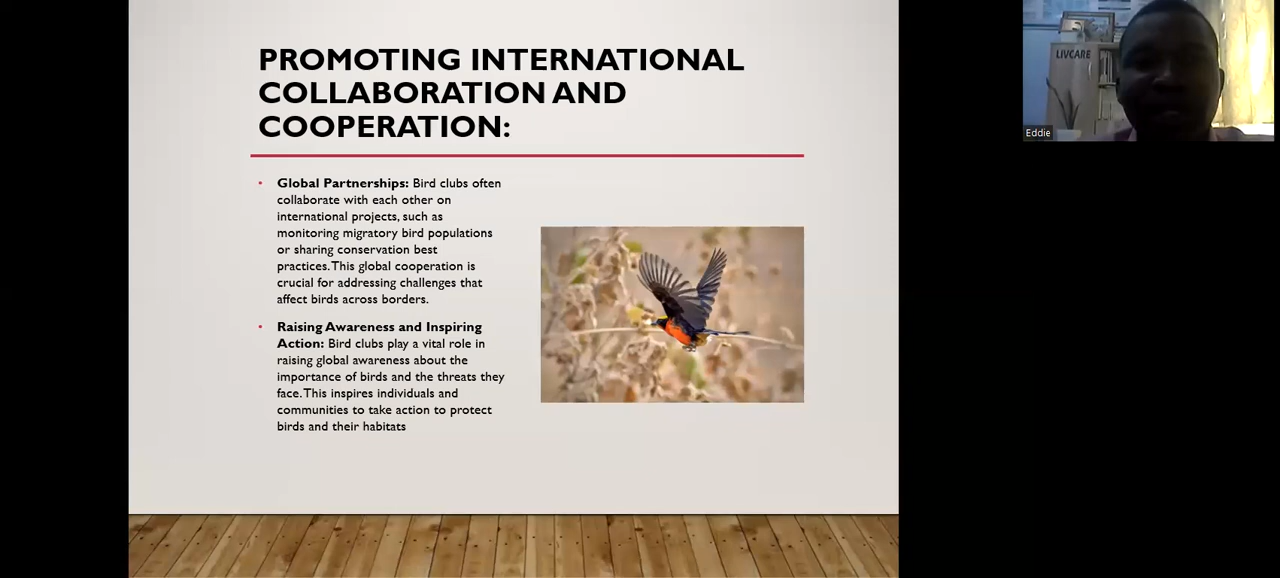 PROMOTING INTERNATIONAL
COLLABORATION AND
COOPERATION:
• Global Partnerships: Bird clubs often
collaborate with each other on
international projects, such as
monitoring migratory bird populations
or sharing conservation best
practices. This global cooperation is
crucial for addressing challenges that
affect birds across borders.
• Raising Awareness and Inspiring
Action: Bird clubs play a vital role in
raising global awareness about the
importance of birds and the threats they
face. This inspires individuals and
communities to take action to protect
birds and their habitats
LIVCARE
Eddie